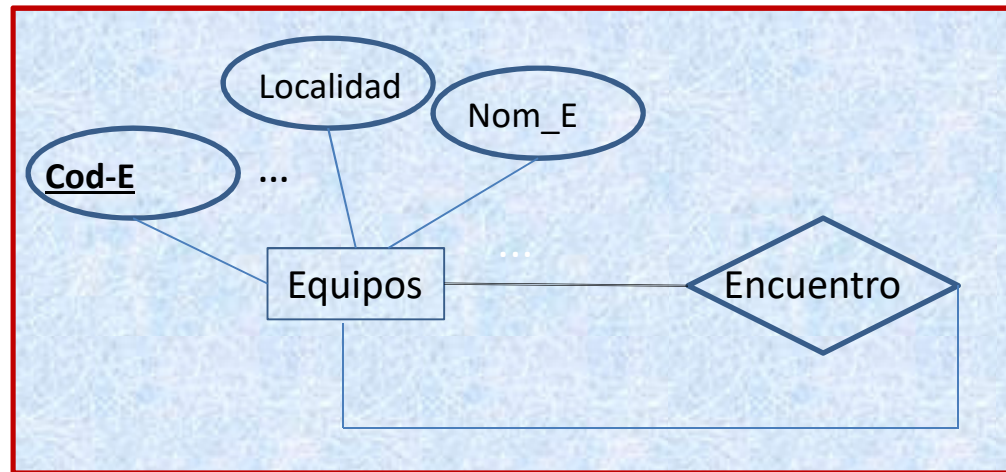 Localidad
Nom_E
Cod-E
...
...
Equipos
Encuentro